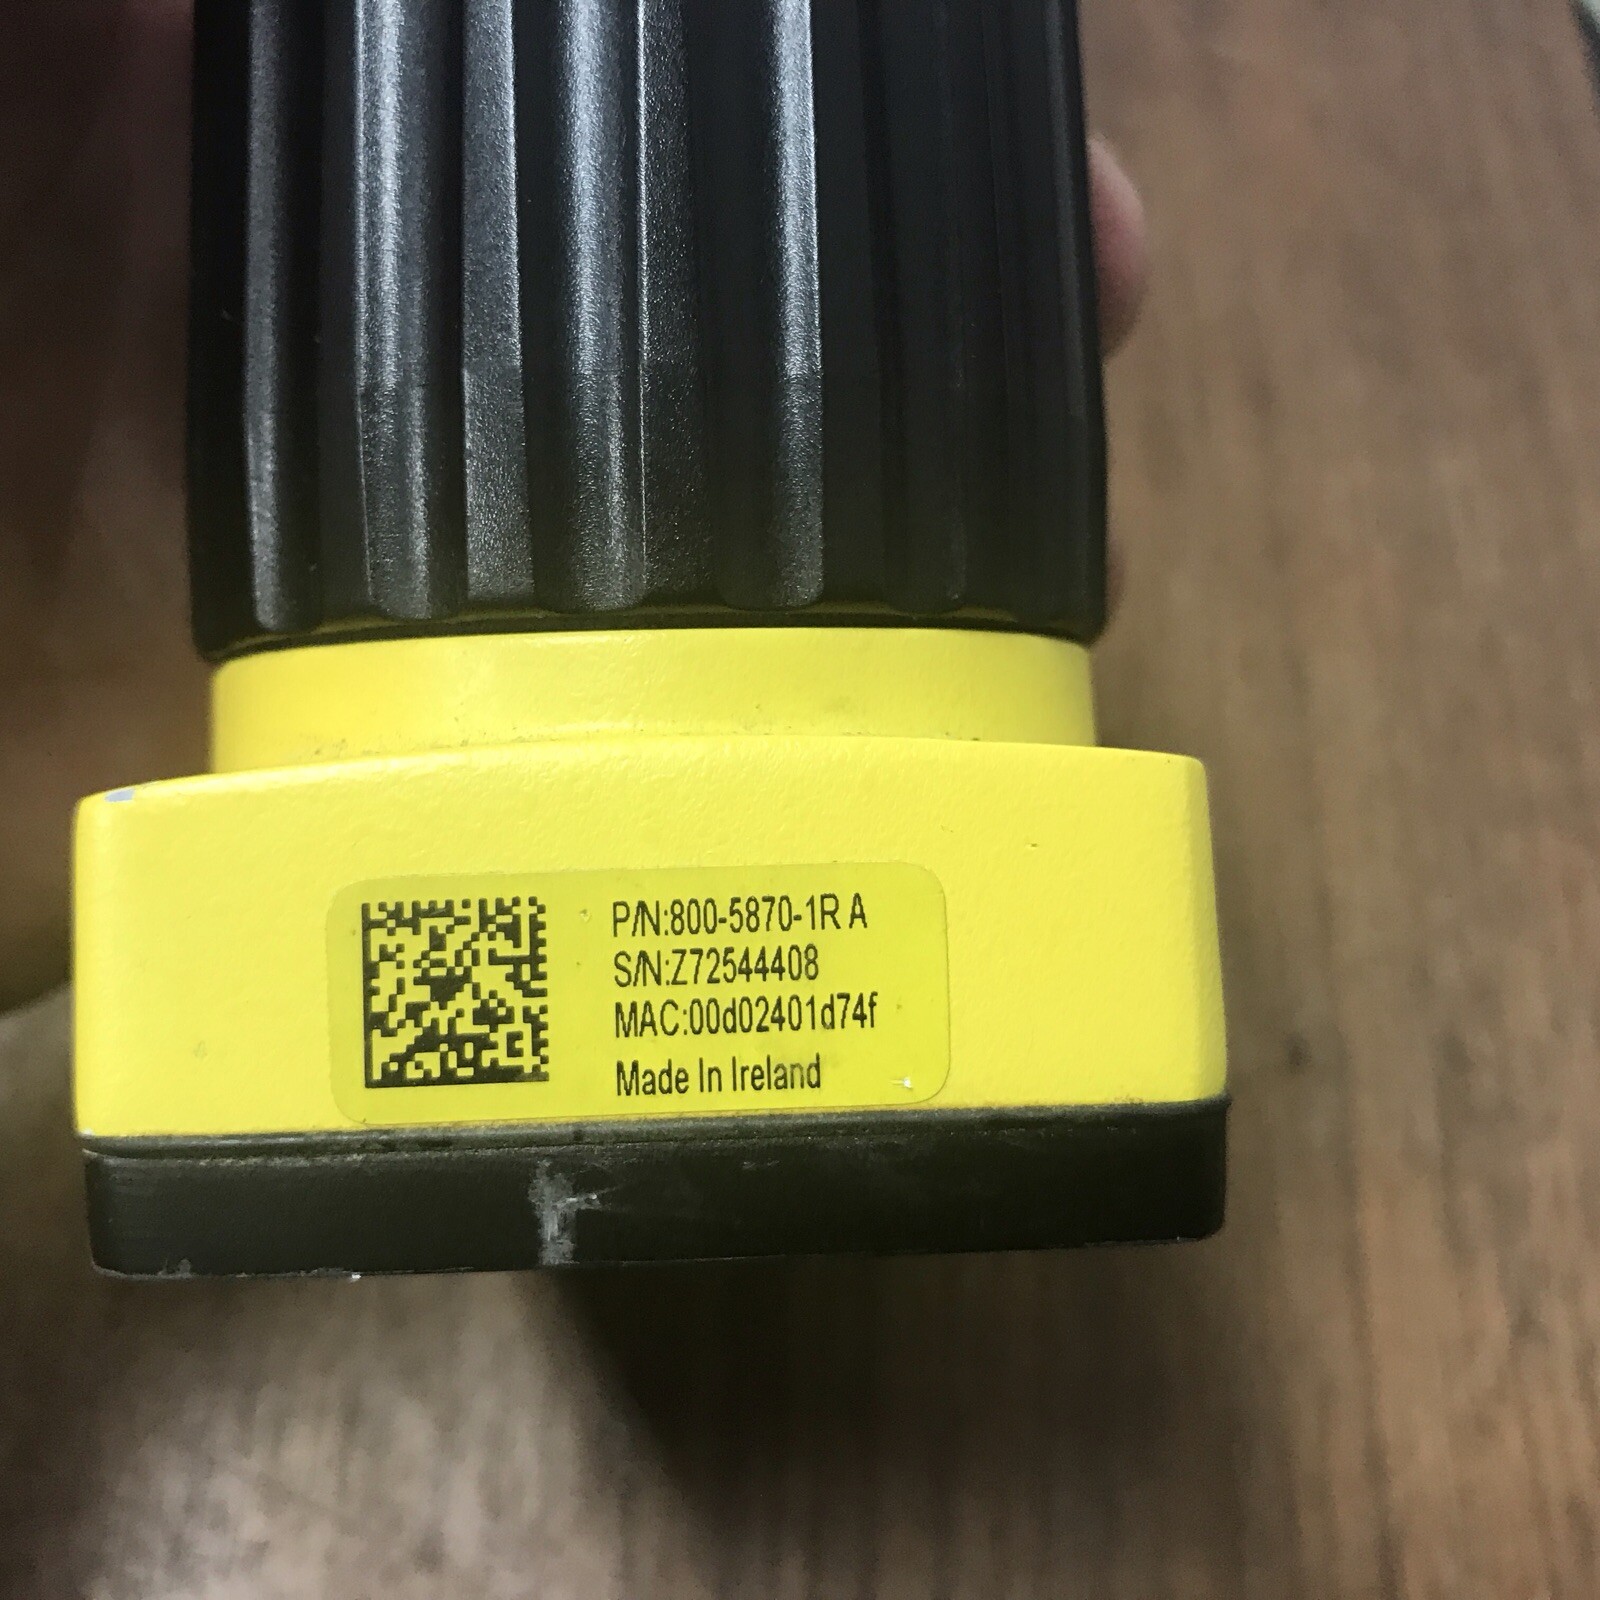 P/N:800-5870-1R A
S/N:Z72544408
MAC:00d02401d74f
Made In Ireland